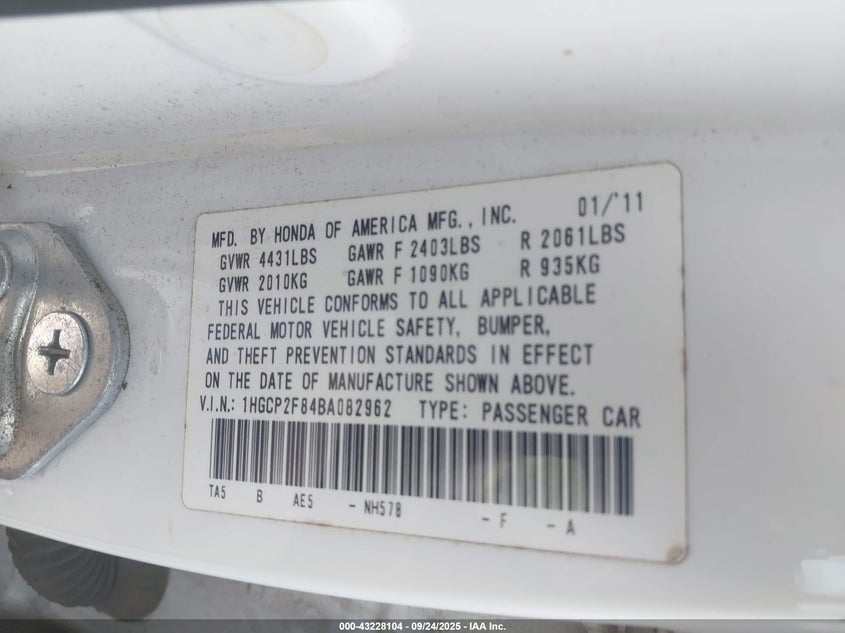 MFD. BY HONDA OF AMERICA MFG., INC. 01/'11
GVWR 4431LBS GAWR F 2403LBS R 2061LBS
GVWR 2010KG GAWR F 1090KG R 935KG
THIS VEHICLE CONFORMS TO ALL APPLICABLE
FEDERAL MOTOR VEHICLE SAFETY, BUMPER,
AND THEFT PREVENTION STANDARDS IN EFFECT
ON THE DATE OF MANUFACTURE SHOWN ABOVE.
V.I.N.: 1HGCP2F84BA082962 TYPE: PASSENGER CAR
TA5 B AE5 - NH578 - F - A
000-43228104 - 09/24/2025 - IAA Inc.